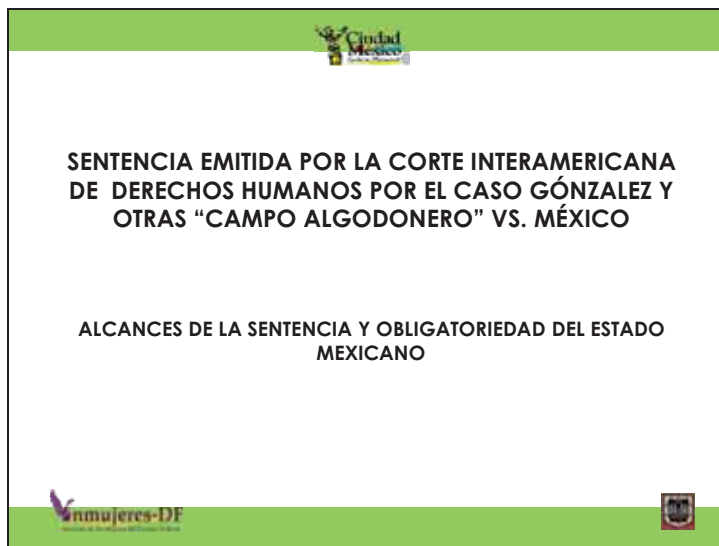 Ciudad
México
SENTENCIA EMITIDA POR LA CORTE INTERAMERICANA
DE DERECHOS HUMANOS POR EL CASO GÓNZALEZ Y
OTRAS “CAMPO ALGODONERO” VS. MÉXICO
ALCANCES DE LA SENTENCIA Y OBLIGATORIEDAD DEL ESTADO
MEXICANO
Inmujeres-DF